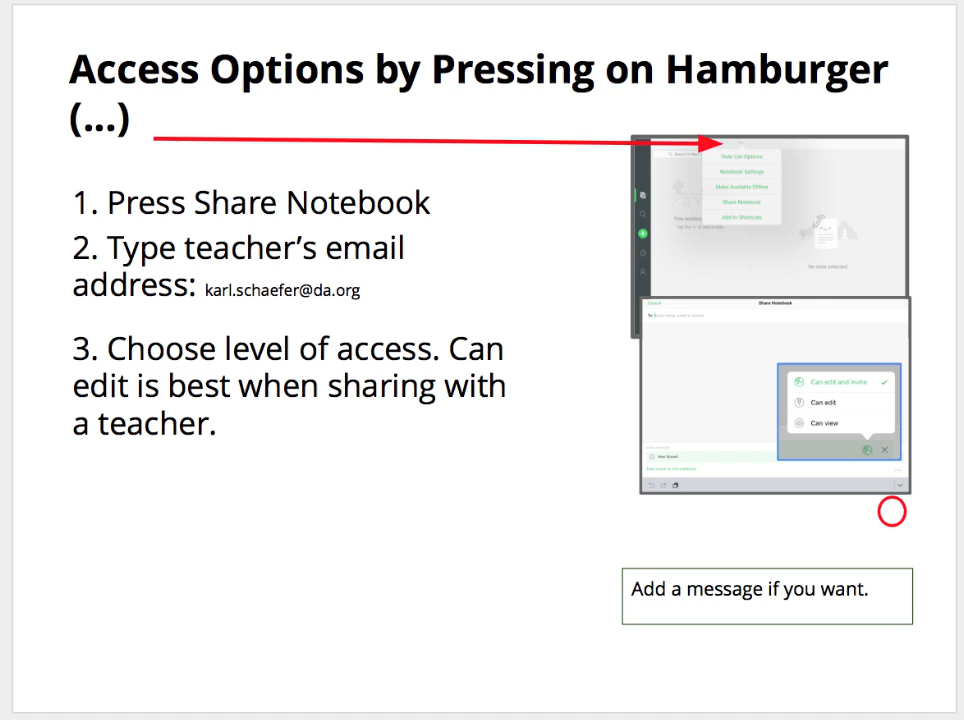 Access Options by Pressing on Hamburger
(...)
1. Press Share Notebook
2. Type teacher’s email
address: karl.schaefer@da.org
3. Choose level of access. Can
edit is best when sharing with
a teacher.
Note List Options
Notebook Settings
Make Available Offline
Share Notebook
Add to Shortcuts
This notebook
No note selected
Cancel
Share Notebook
To:
Can edit and invite
Can edit
Can view
Add a message if you want.